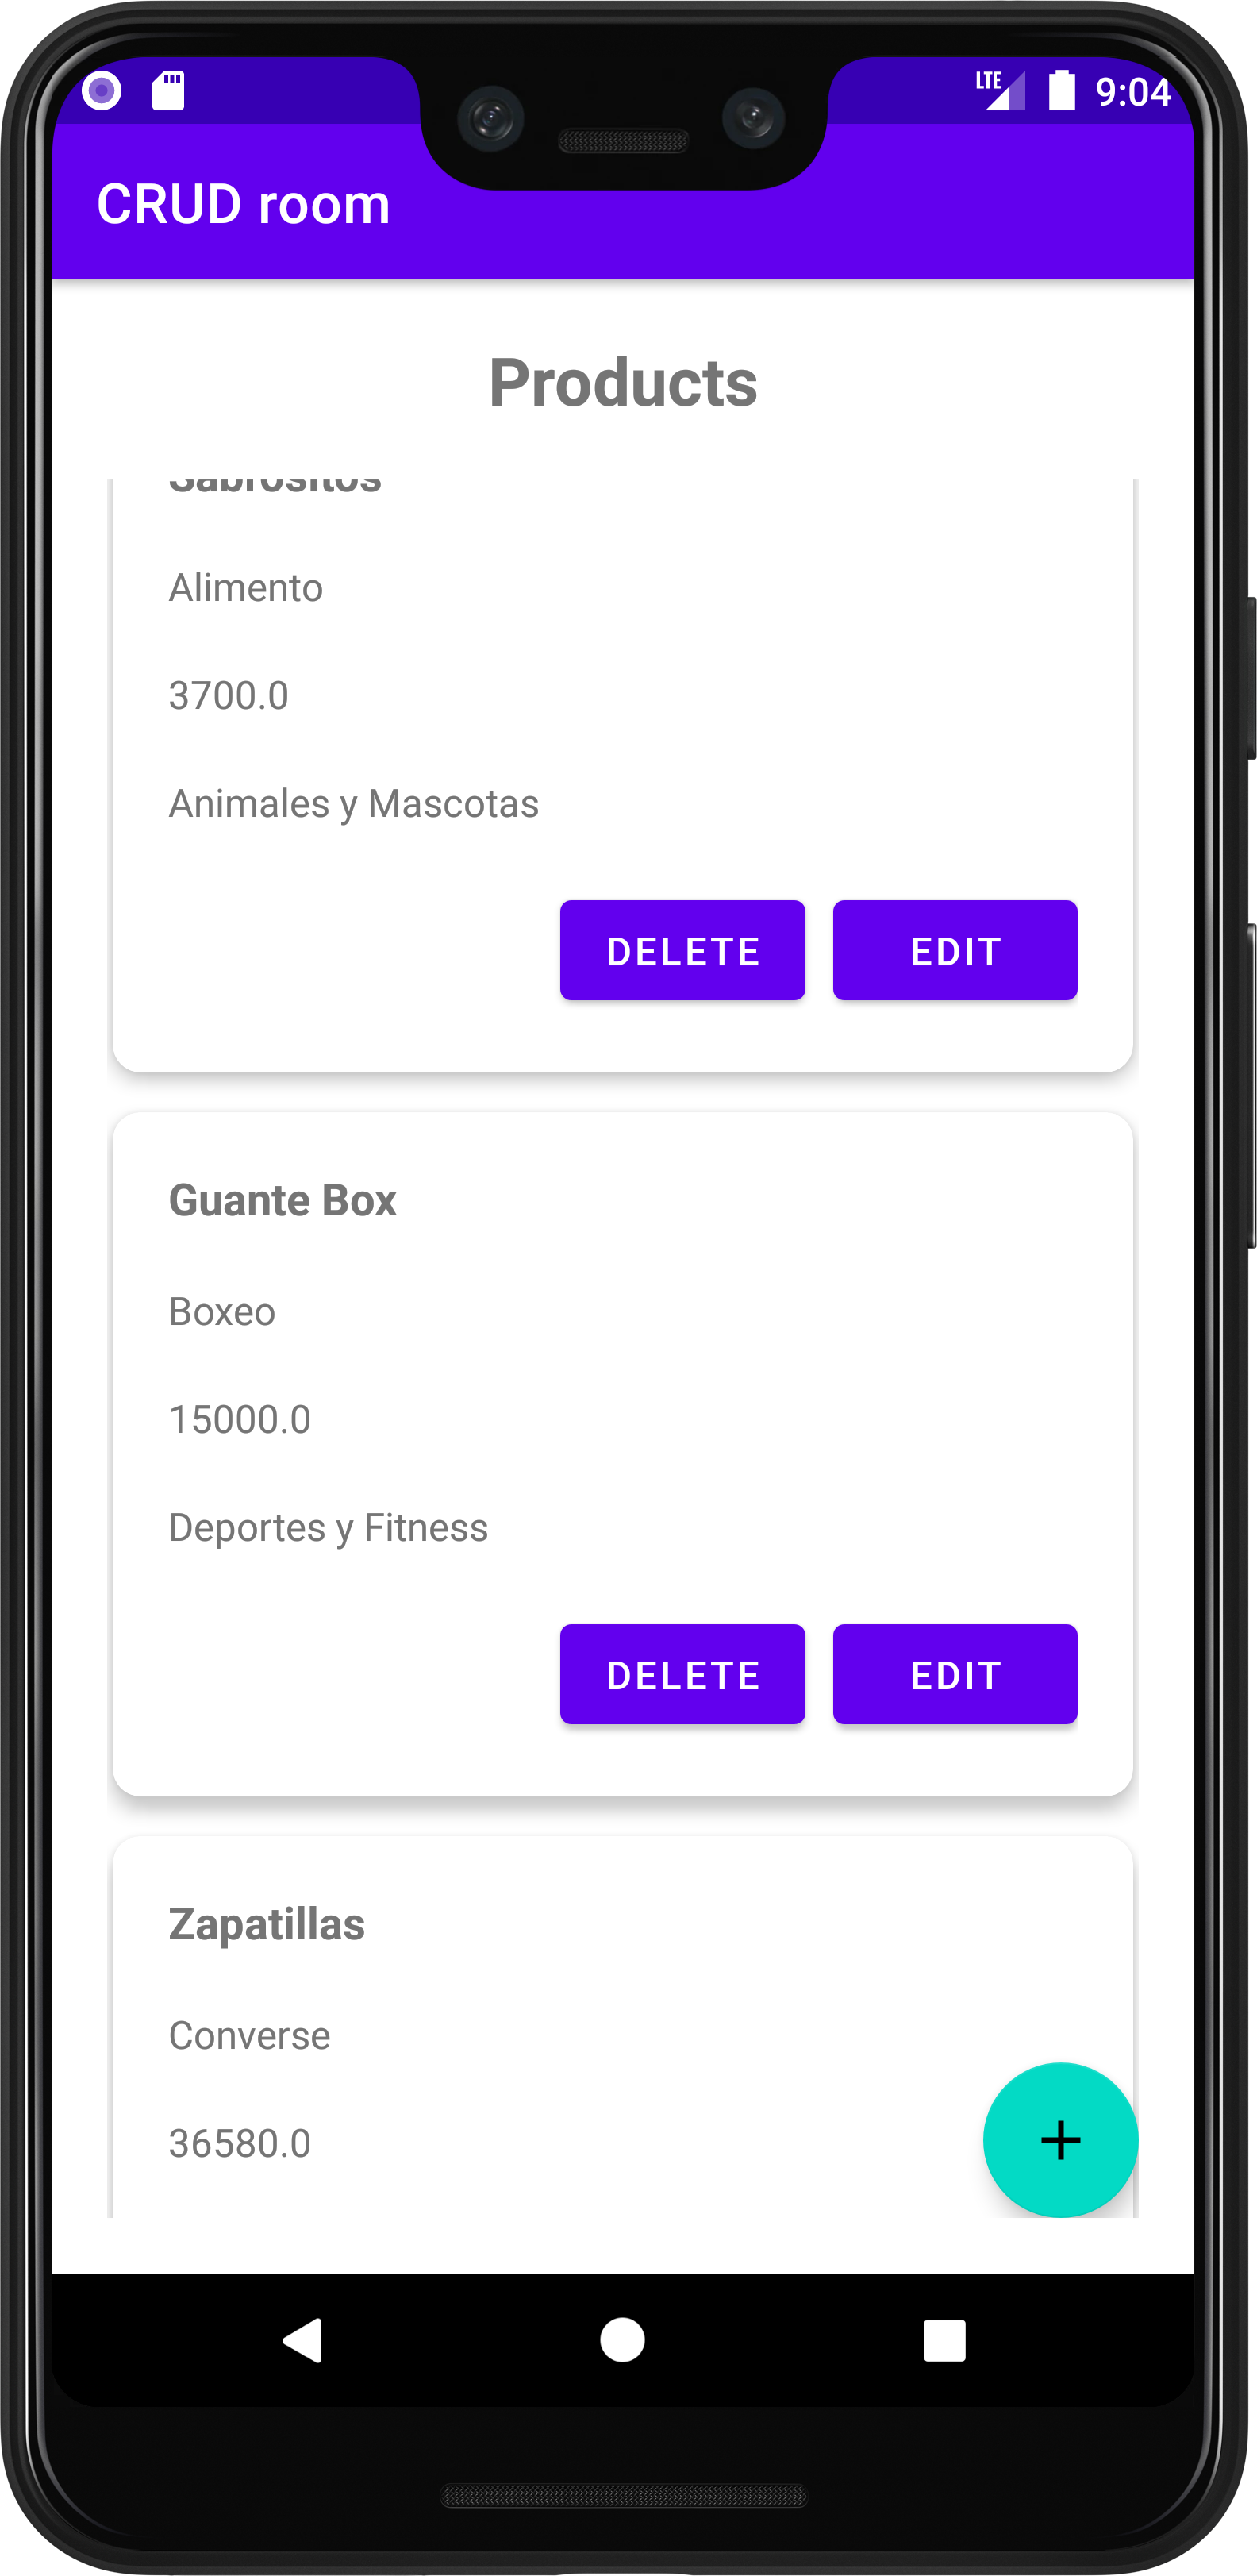 LTE 9:04
CRUD room
Products
Sabrositos
Alimento
3700.0
Animales y Mascotas
DELETE EDIT
Guante Box
Boxeo
15000.0
Deportes y Fitness
DELETE EDIT
Zapatillas
Converse
36580.0
+